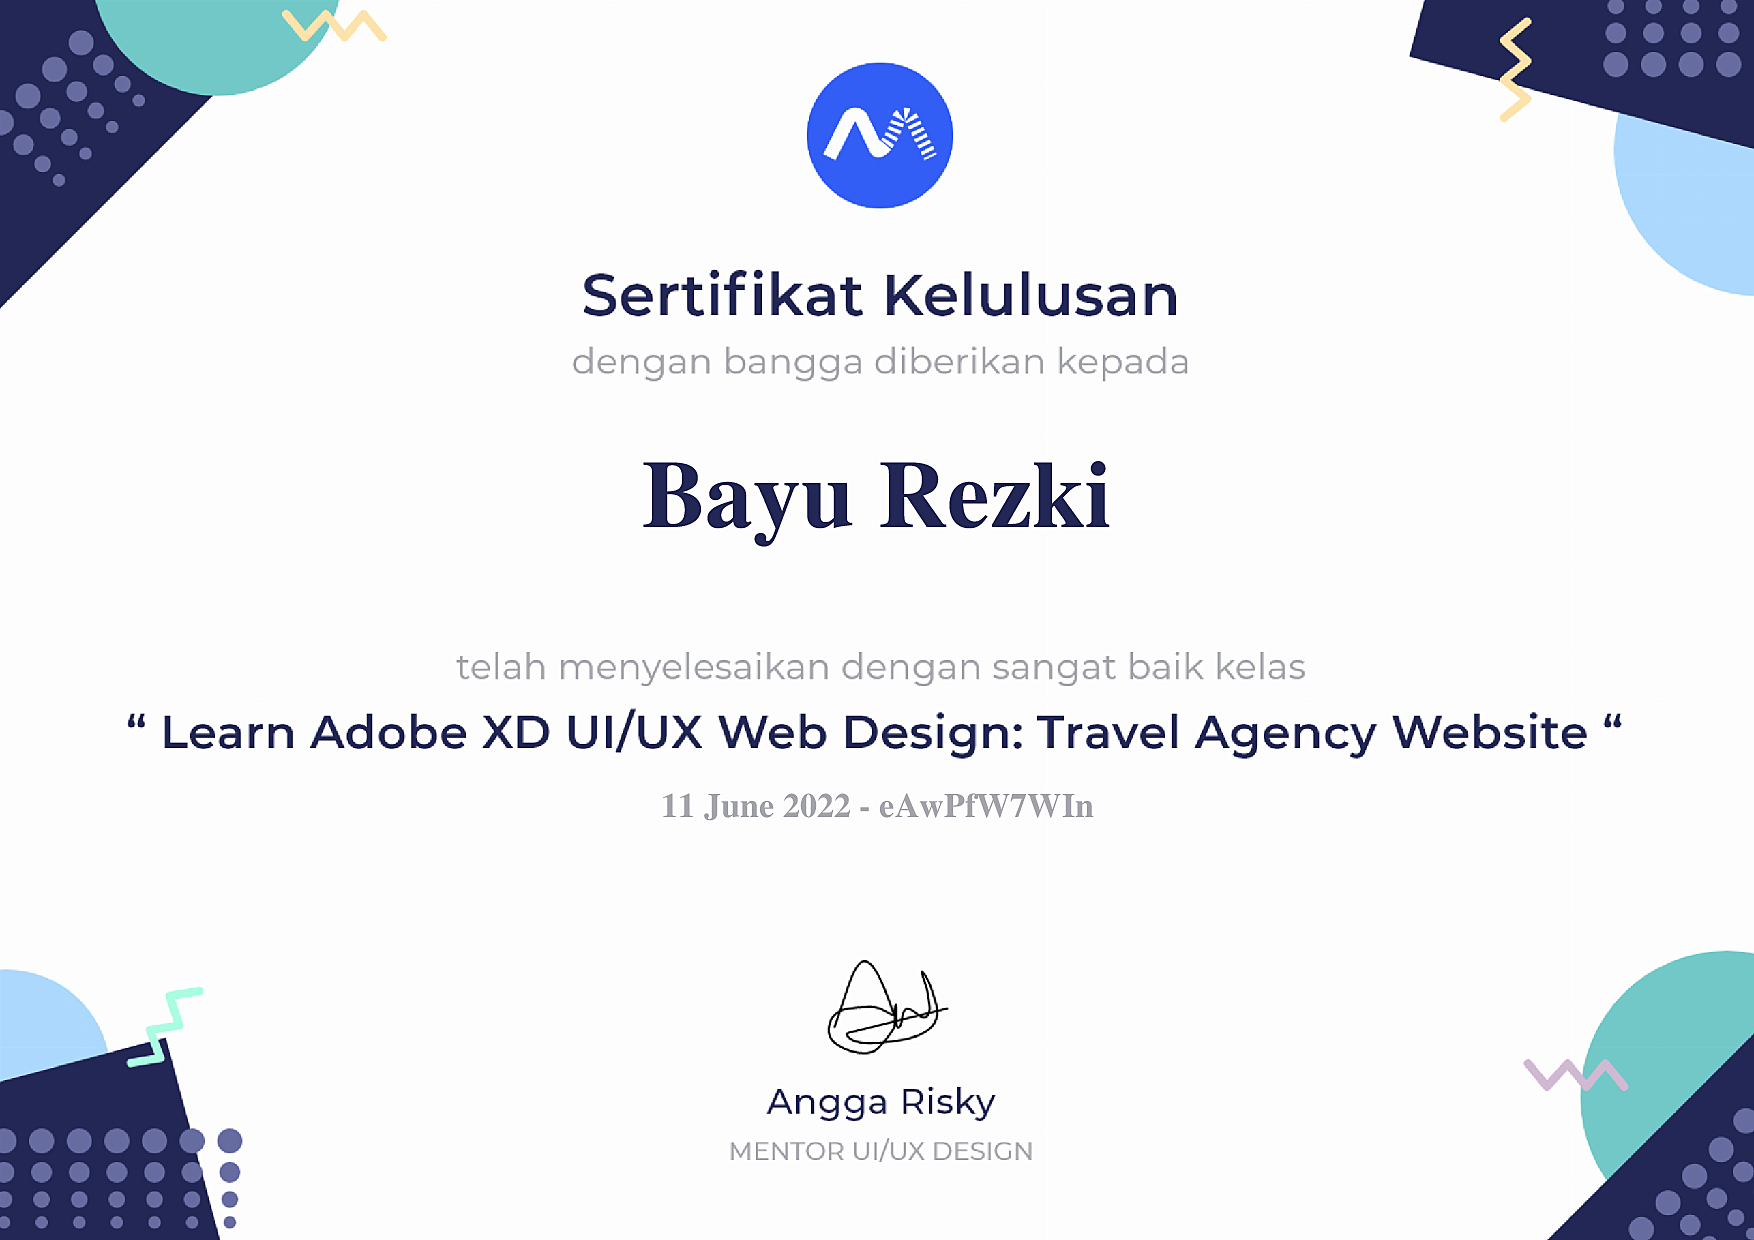 Sertifikat Kelulusan
dengan bangga diberikan kepada
Bayu Rezki
telah menyelesaikan dengan sangat baik kelas
“ Learn Adobe XD UI/UX Web Design: Travel Agency Website “
11 June 2022 - eAwPfW7WIn
Angga Risky
MENTOR UI/UX DESIGN